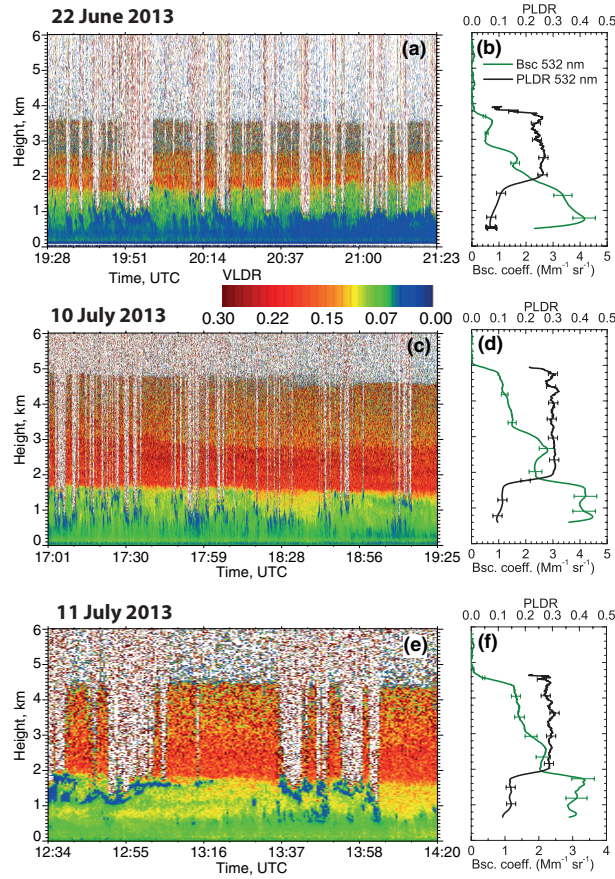 22 June 2013
(a)
Height, km
6
5
4
3
2
1
0
19:28 19:51 20:14 20:37 21:00 21:23
Time, UTC
PLDR
0.0 0.1 0.2 0.3 0.4 0.5
(b)
Bsc 532 nm
PLDR 532 nm
0 1 2 3 4 5
Bsc. coeff. (Mm⁻¹ sr⁻¹)
VLDR
0.30 0.22 0.15 0.07 0.00
10 July 2013
(c)
Height, km
6
5
4
3
2
1
0
17:01 17:30 17:59 18:28 18:56 19:25
Time, UTC
PLDR
0.0 0.1 0.2 0.3 0.4 0.5
(d)
0 1 2 3 4 5
Bsc. coeff. (Mm⁻¹ sr⁻¹)
11 July 2013
(e)
Height, km
6
5
4
3
2
1
0
12:34 12:55 13:16 13:37 13:58 14:20
Time, UTC
PLDR
0.0 0.1 0.2 0.3 0.4 0.5
(f)
0 1 2 3 4
Bsc. coeff. (Mm⁻¹ sr⁻¹)